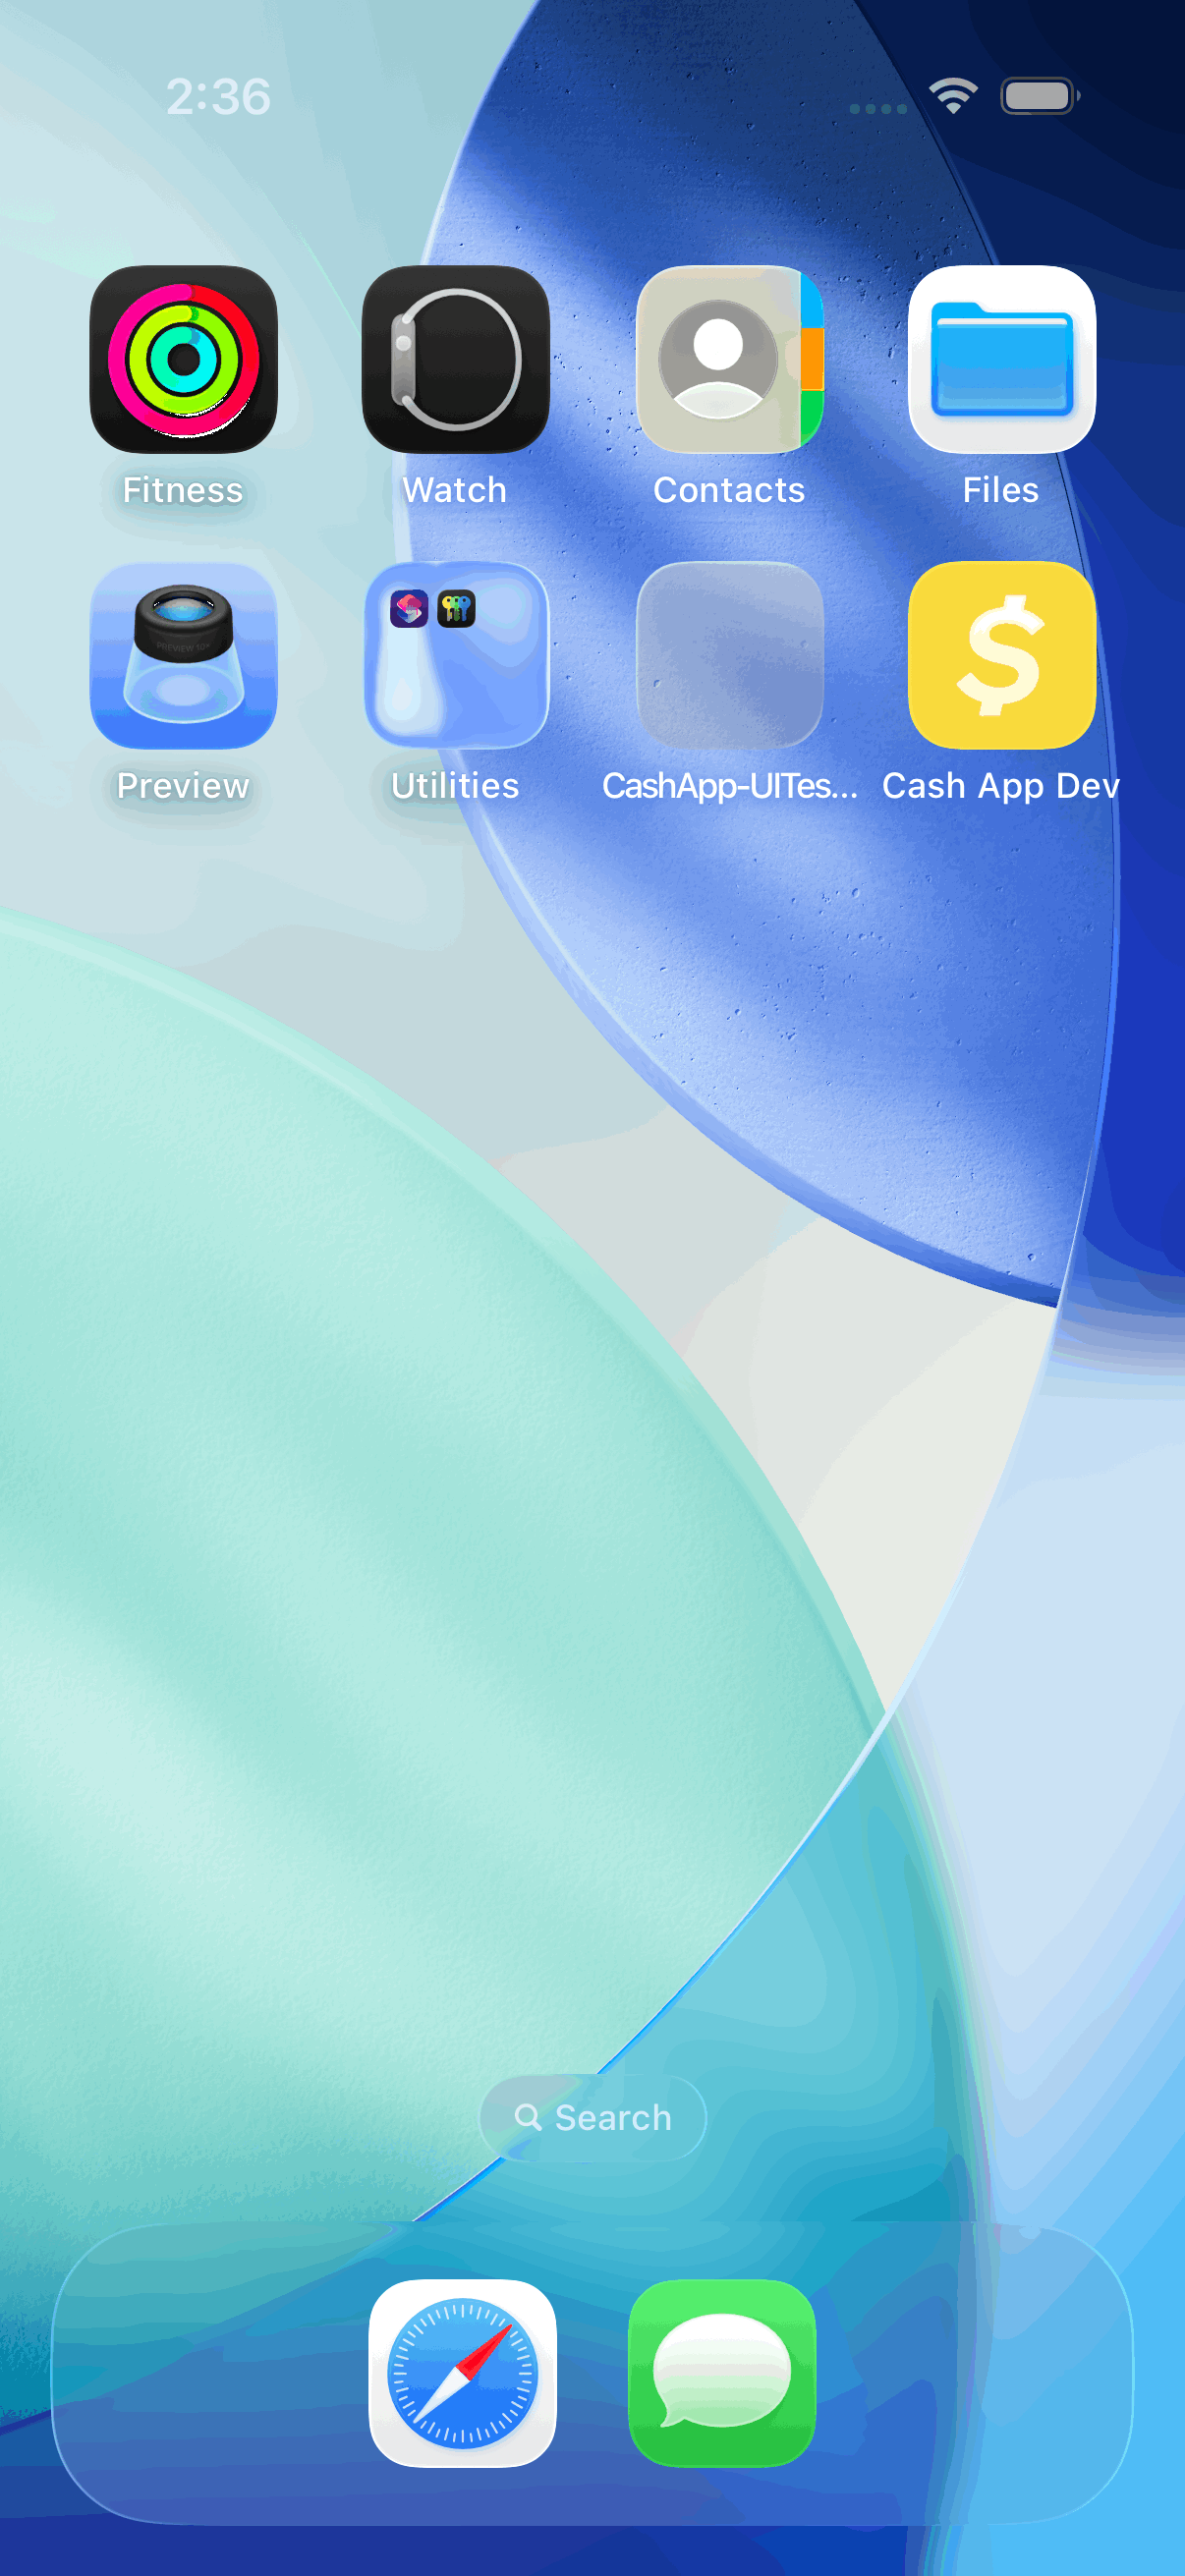 2:36
Fitness
Watch
Contacts
Files
Preview
Utilities
CashApp-UITes...
Cash App Dev
Search